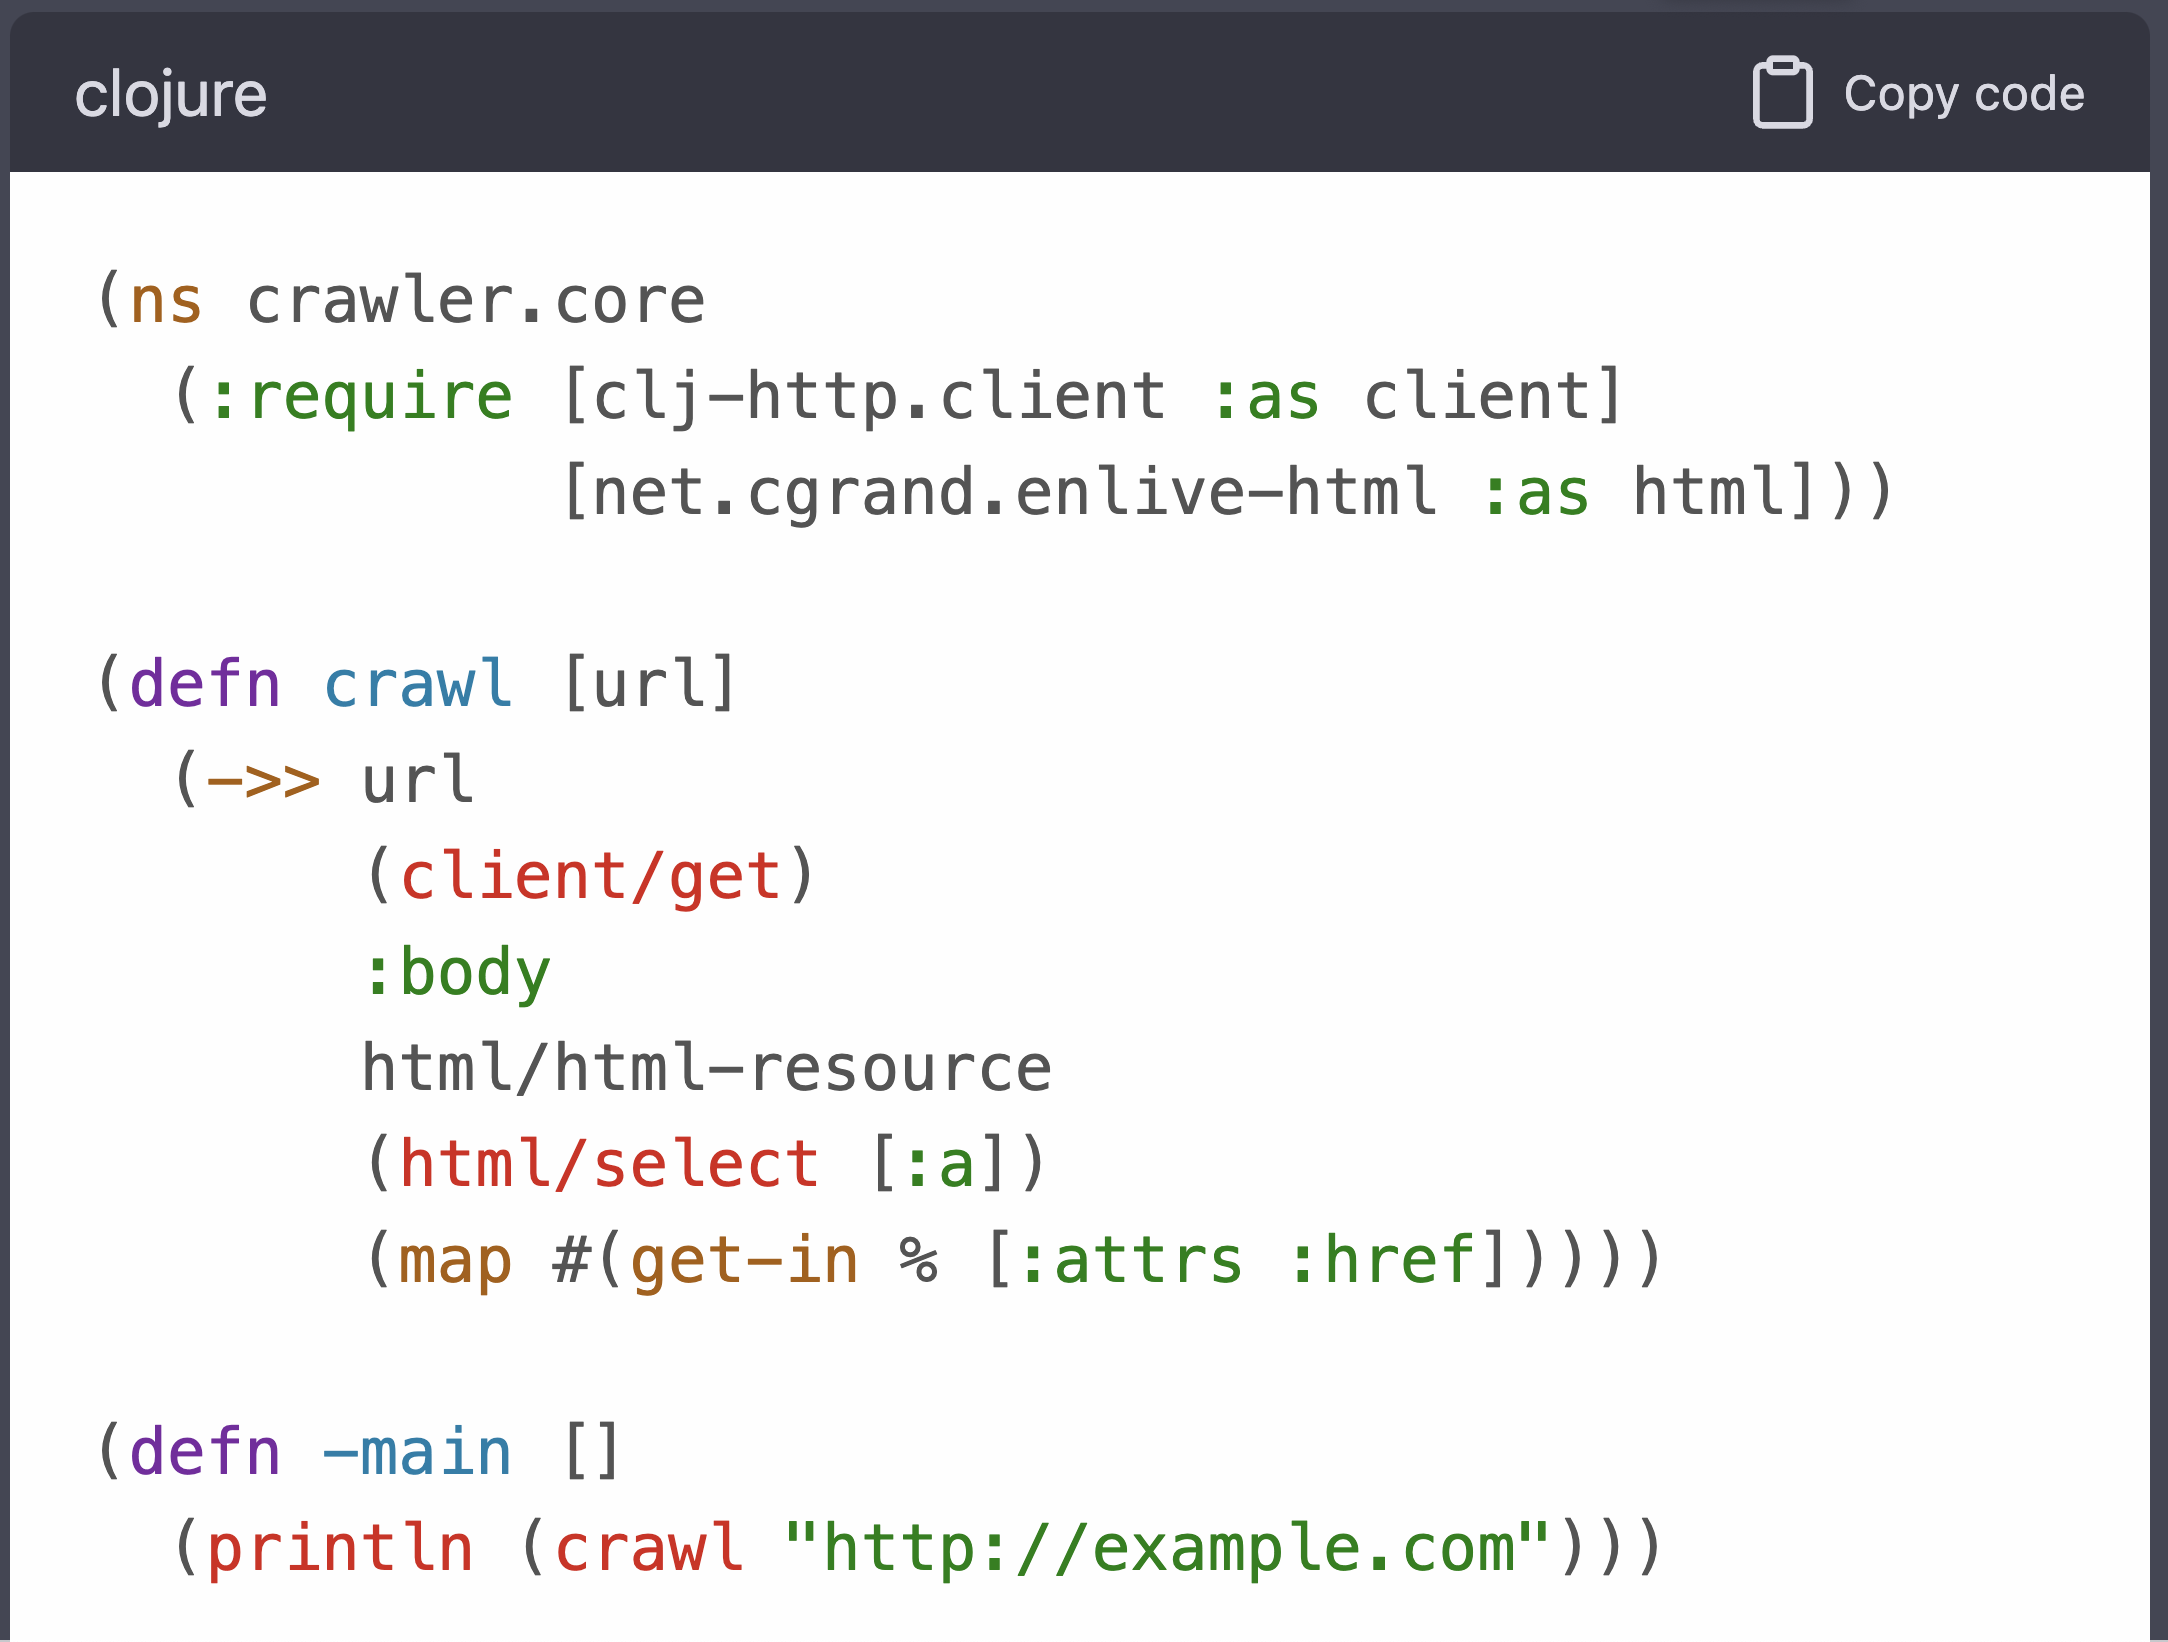 clojure
Copy code
(ns crawler.core
  (:require [clj-http.client :as client]
            [net.cgrand.enlive-html :as html]))

(defn crawl [url]
  (->> url
       (client/get)
       :body
       html/html-resource
       (html/select [:a])
       (map #(get-in % [:attrs :href]))))

(defn -main []
  (println (crawl "http://example.com")))